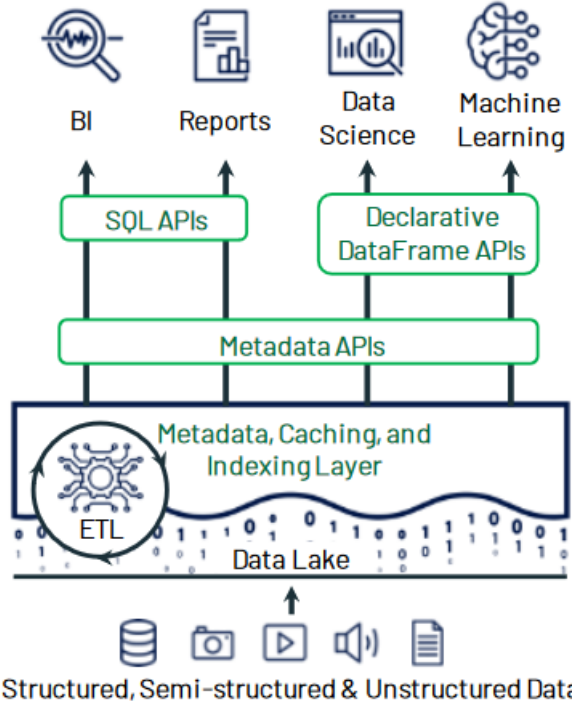 BI
Reports
Data
Science
Machine
Learning
SQL APIs
Declarative
DataFrame APIs
Metadata APIs
Metadata, Caching, and
Indexing Layer
ETL
Data Lake
Structured, Semi-structured & Unstructured Data